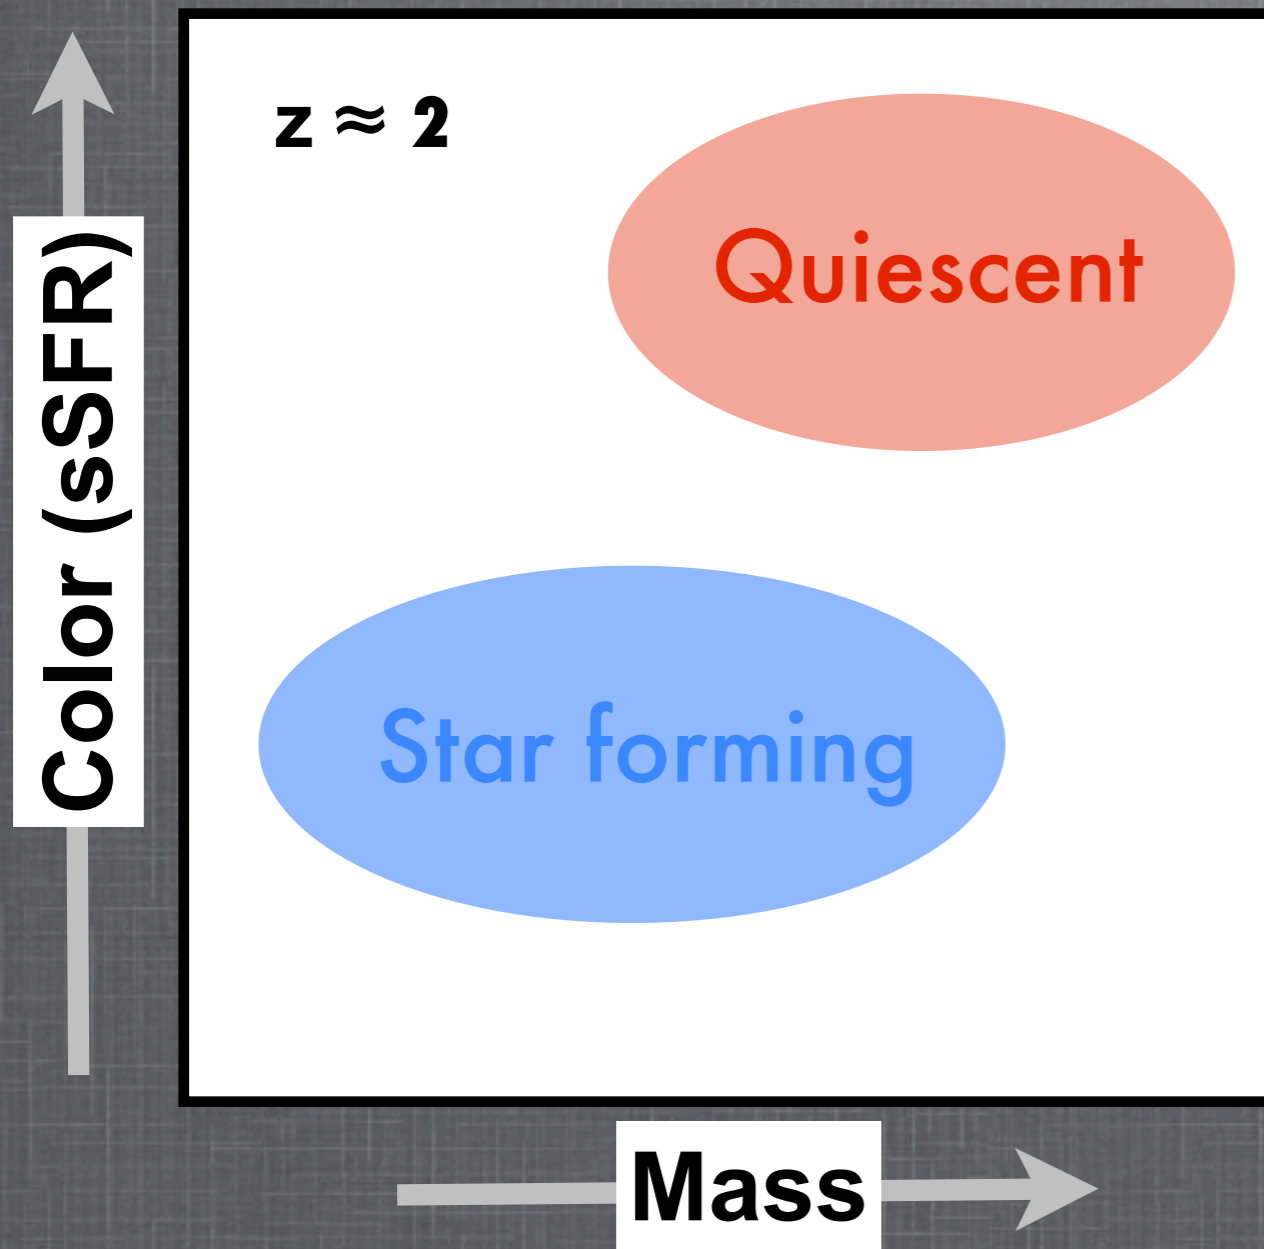 z ≈ 2
Quiescent
Color (sSFR)
Star forming
Mass